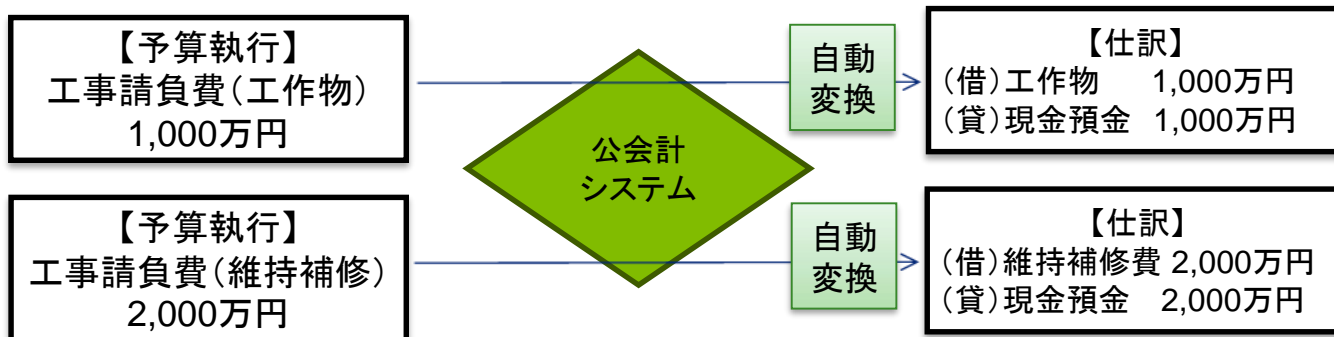 【予算執行】
工事請負費(工作物)
1,000万円
自動
変換
【仕訳】
(借)工作物 1,000万円
(貸)現金預金 1,000万円
公会計
システム
【予算執行】
工事請負費(維持補修)
2,000万円
自動
変換
【仕訳】
(借)維持補修費 2,000万円
(貸)現金預金 2,000万円